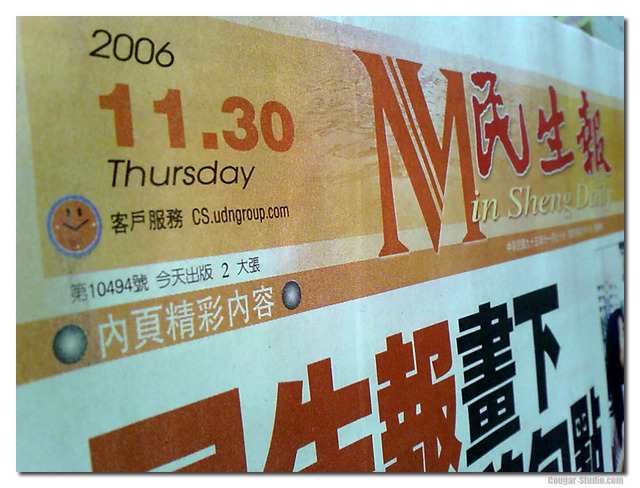 2006
11.30
Thursday
客戶服務 CS.udngroup.com
民生報
Min Sheng Daily
第10494號 今天出版 2 大張
內頁精彩內容
民生報畫下
句點
Cougar-Studio.com